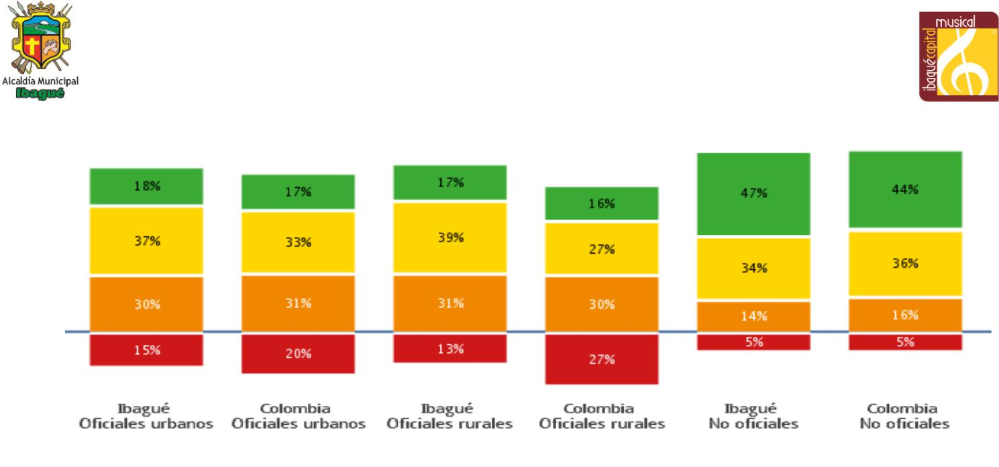 Alcaldía Municipal
Ibagué
musical
ibaguécapital
18%
17%
17%
16%
47%
44%
37%
33%
39%
27%
34%
36%
30%
31%
31%
30%
14%
16%
15%
20%
13%
27%
5%
5%
Ibagué
Oficiales urbanos
Colombia
Oficiales urbanos
Ibagué
Oficiales rurales
Colombia
Oficiales rurales
Ibagué
No oficiales
Colombia
No oficiales